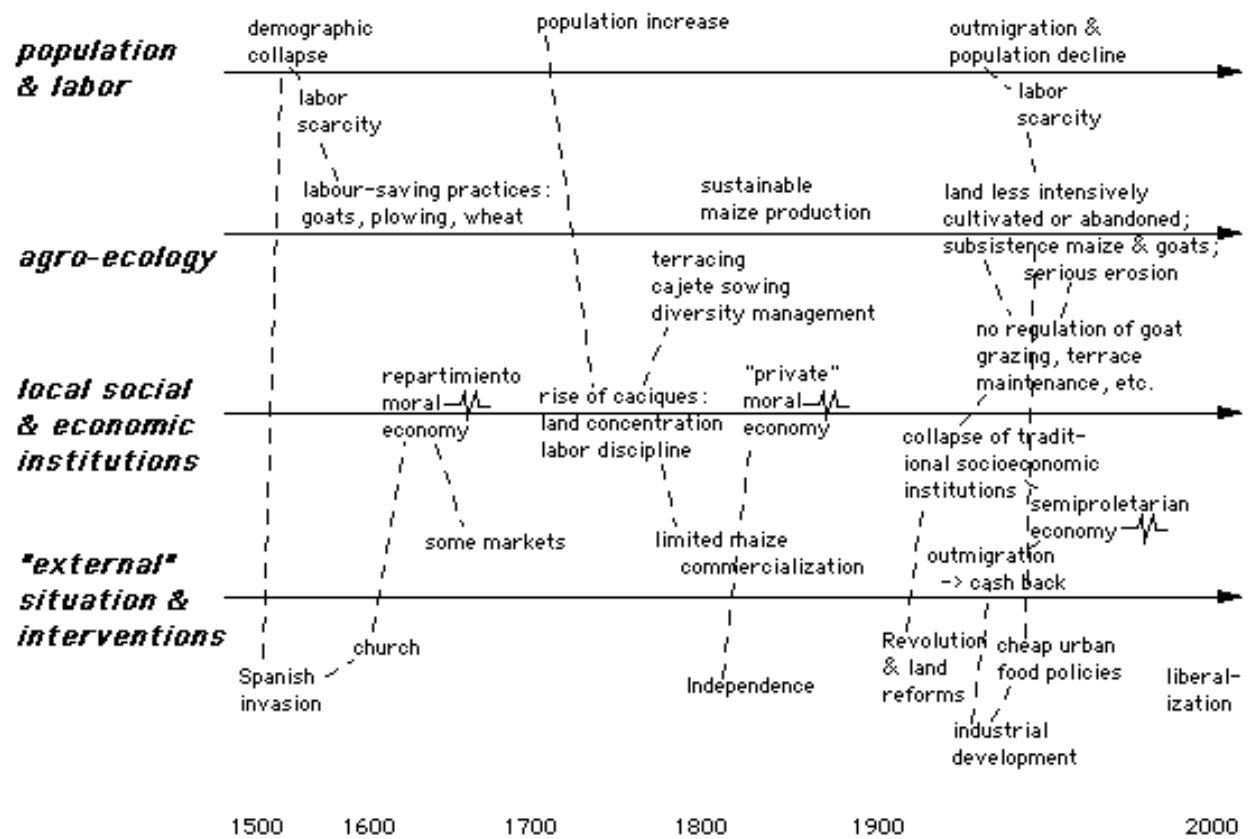 population
& labor
demographic
collapse
population increase
outmigration &
population decline
labor
scarcity
labor
scarcity
labour-saving practices:
goats, plowing, wheat
sustainable
maize production
land less intensively
cultivated or abandoned;
subsistence maize & goats;
serious erosion
agro-ecology
terracing
cajete sowing
diversity management
no regulation of goat
grazing, terrace
maintenance, etc.
local social
& economic
institutions
repartimiento
moral
economy
rise of caciques:
land concentration
labor discipline
"private"
moral
economy
collapse of tradit-
ional socioeconomic
institutions
semiproletarian
economy
some markets
limited maize
commercialization
outmigration
-> cash back
"external"
situation &
interventions
Spanish
invasion
church
Independence
Revolution
& land
reforms
cheap urban
food policies
industrial
development
liberal-
ization
1500 1600 1700 1800 1900 2000